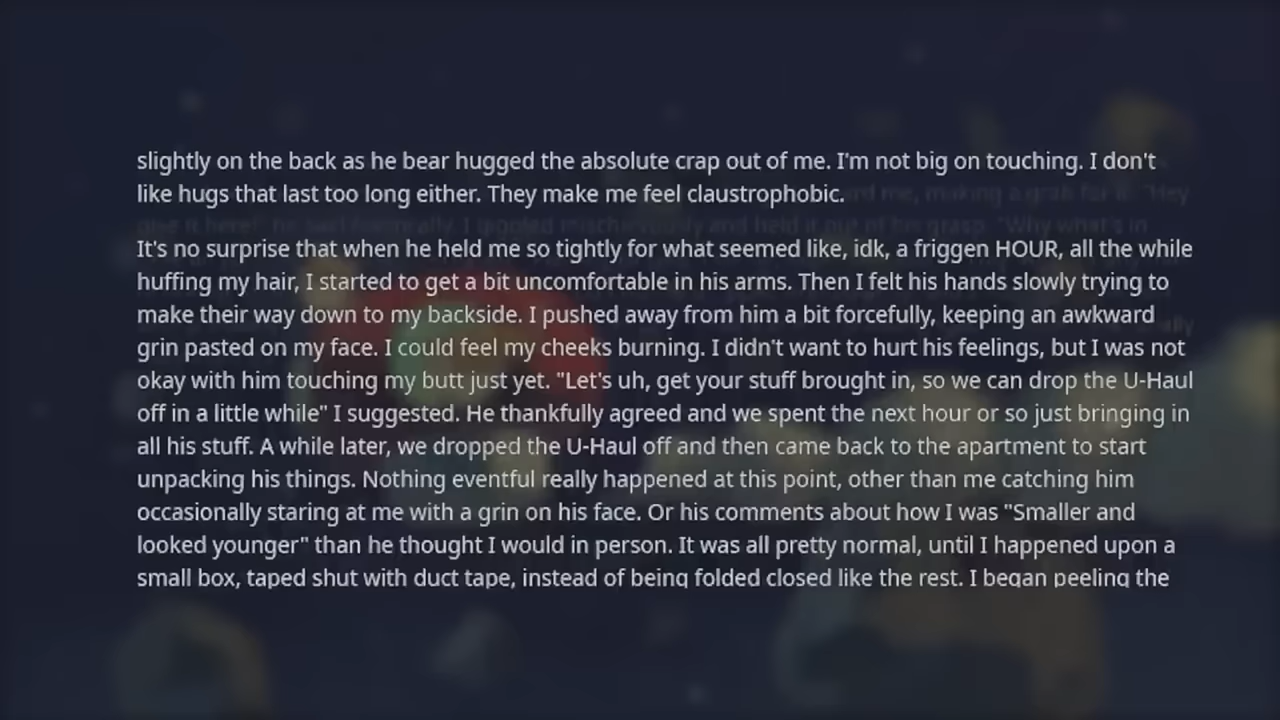 slightly on the back as he bear hugged the absolute crap out of me. I'm not big on touching. I don't
like hugs that last too long either. They make me feel claustrophobic.
It's no surprise that when he held me so tightly for what seemed like, idk, a friggen HOUR, all the while
huffing my hair, I started to get a bit uncomfortable in his arms. Then I felt his hands slowly trying to
make their way down to my backside. I pushed away from him a bit forcefully, keeping an awkward
grin pasted on my face. I could feel my cheeks burning. I didn't want to hurt his feelings, but I was not
okay with him touching my butt just yet. "Let's uh, get your stuff brought in, so we can drop the U-Haul
off in a little while" I suggested. He thankfully agreed and we spent the next hour or so just bringing in
all his stuff. A while later, we dropped the U-Haul off and then came back to the apartment to start
unpacking his things. Nothing eventful really happened at this point, other than me catching him
occasionally staring at me with a grin on his face. Or his comments about how I was "Smaller and
looked younger" than he thought I would in person. It was all pretty normal, until I happened upon a
small box, taped shut with duct tape, instead of being folded closed like the rest. I began peeling the